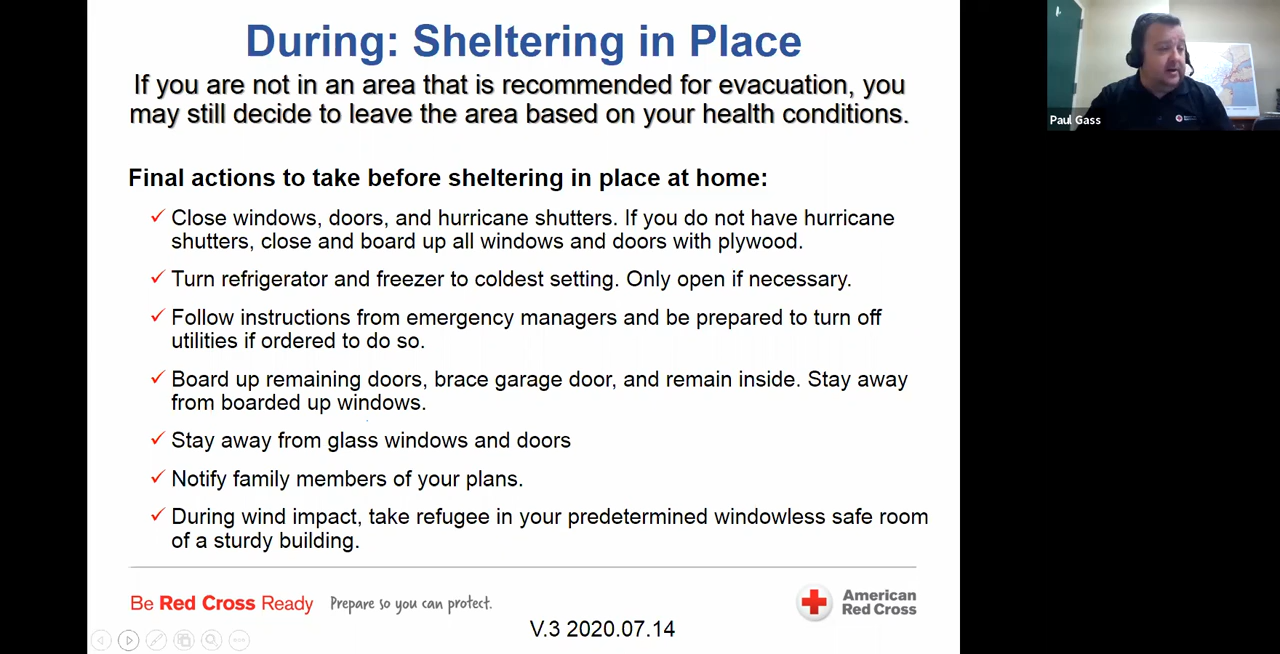 During: Sheltering in Place
If you are not in an area that is recommended for evacuation, you
may still decide to leave the area based on your health conditions.
Final actions to take before sheltering in place at home:
Close windows, doors, and hurricane shutters. If you do not have hurricane
shutters, close and board up all windows and doors with plywood.
Turn refrigerator and freezer to coldest setting. Only open if necessary.
Follow instructions from emergency managers and be prepared to turn off
utilities if ordered to do so.
Board up remaining doors, brace garage door, and remain inside. Stay away
from boarded up windows.
Stay away from glass windows and doors
Notify family members of your plans.
During wind impact, take refugee in your predetermined windowless safe room
of a sturdy building.
Be Red Cross Ready
Prepare so you can protect.
American
Red Cross
V.3 2020.07.14
Paul Gass